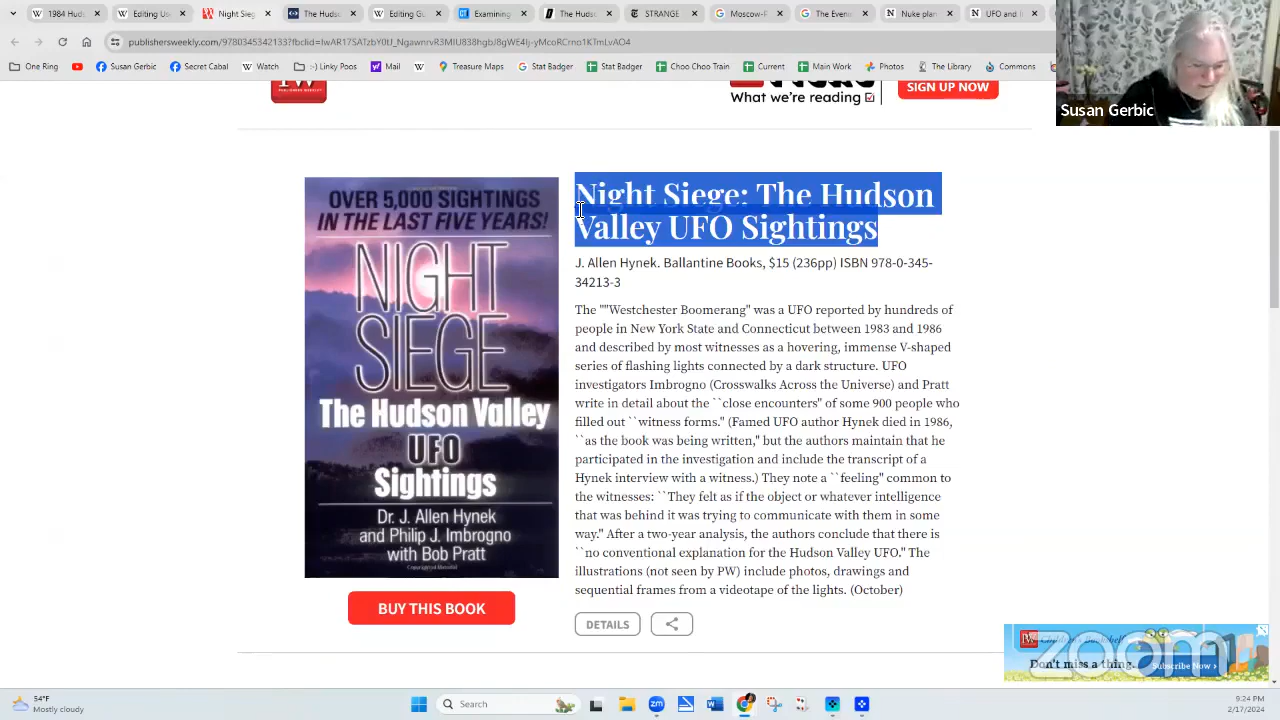 1984 Huds
Editing Us
Night Sie
The Huds
Editing Us
Examining
The Huds
STRANGE
Moscow-P
The Even
Nuke plan
UFO and
publishersweekly.com/9780345342133?fbclid=
One Ring
Susan Gerbic
Secret Cabal
Watch
:-) Linky Pooj
Mail
Treasure Maps
Stat Badger
Stat Badger
Choo Choo Train
Current
Main Work
Photos
The Library
Commons
Susan Gerbic
What we're reading
SIGN UP NOW
OVER 5,000 SIGHTINGS
IN THE LAST FIVE YEARS!
NIGHT
SIEGE
The Hudson Valley
UFO
Sightings
Dr. J. Allen Hynek
and Philip J. Imbrogno
with Bob Pratt
BUY THIS BOOK
Night Siege: The Hudson
Valley UFO Sightings
J. Allen Hynek. Ballantine Books, $15 (236pp) ISBN 978-0-345-
34213-3
The ""Westchester Boomerang" was a UFO reported by hundreds of
people in New York State and Connecticut between 1983 and 1986
and described by most witnesses as a hovering, immense V-shaped
series of flashing lights connected by a dark structure. UFO
investigators Imbrogno (Crosswalks Across the Universe) and Pratt
write in detail about the ``close encounters" of some 900 people who
filled out ``witness forms." (Famed UFO author Hynek died in 1986,
``as the book was being written," but the authors maintain that he
participated in the investigation and include the transcript of a
Hynek interview with a witness.) They note a ``feeling" common to
the witnesses: ``They felt as if the object or whatever intelligence
that was behind it was trying to communicate with them in some
way." After a two-year analysis, the authors conclude that there is
``no conventional explanation for the Hudson Valley UFO." The
illustrations (not seen by PW) include photos, drawings and
sequential frames from a videotape of the lights. (October)
DETAILS
Don't miss a thing.
Subscribe Now ›
zoom
54°F
Mostly cloudy
Search
9:24 PM
2/17/2024